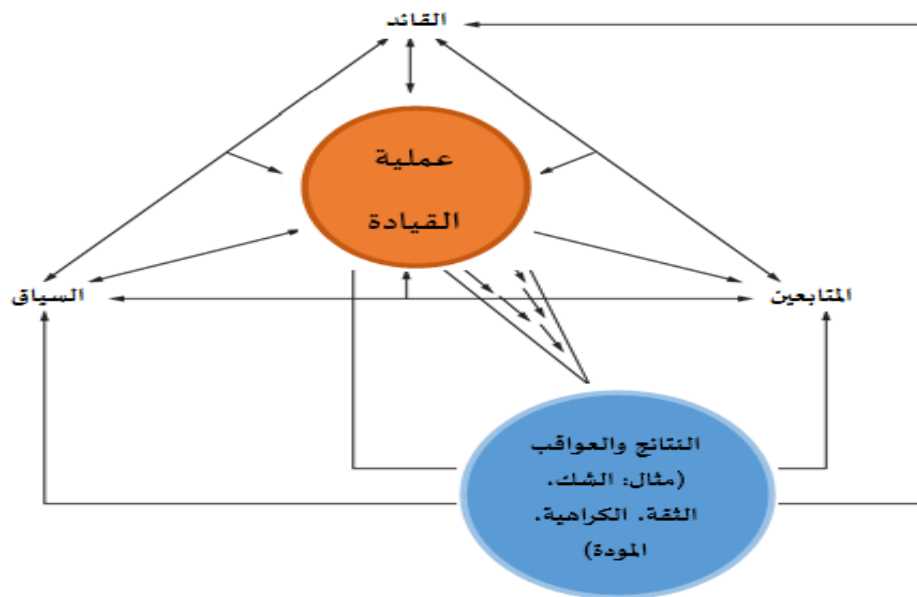 القائد
عملية
القيادة
السياق
المتابعين
النتائج والعواقب
(مثال: الشك.
الثقة. الكراهية.
المودة)